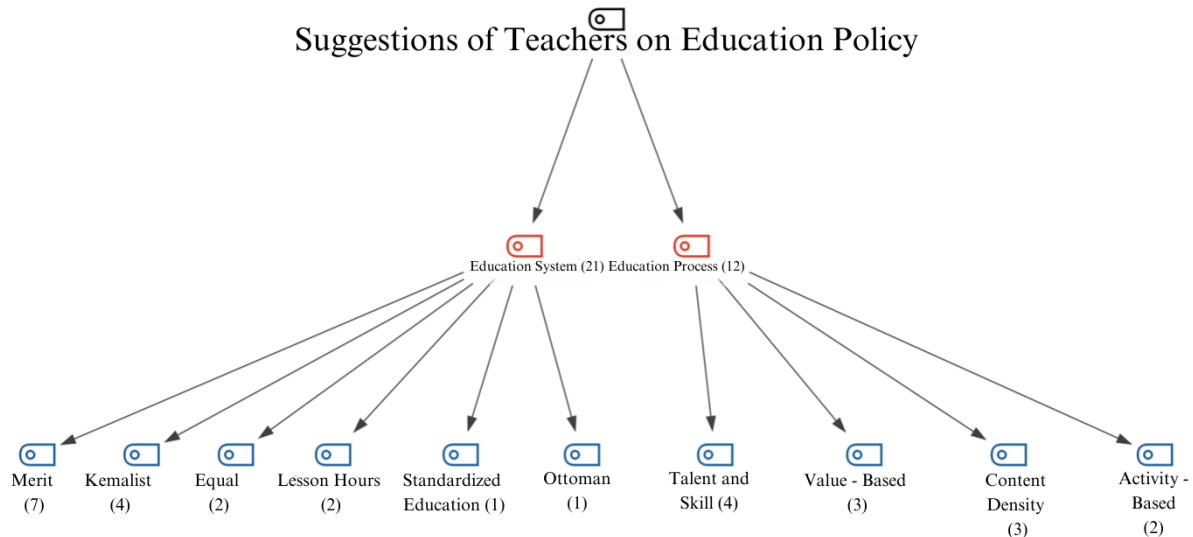 Suggestions of Teachers on Education Policy
Education System (21) Education Process (12)
Merit
(7)
Kemalist
(4)
Equal
(2)
Lesson Hours
(2)
Standardized
Education (1)
Ottoman
(1)
Talent and
Skill (4)
Value - Based
(3)
Content
Density
(3)
Activity -
Based
(2)